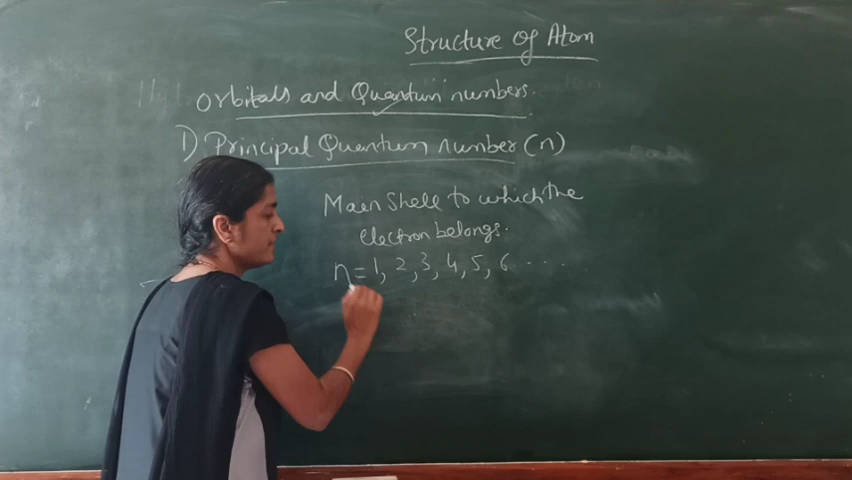 Structure of Atom
Orbitals and Quantum numbers.
1) Principal Quantum number (n)
Main Shell to which the
electron belongs.
n = 1, 2, 3, 4, 5, 6 . . . .